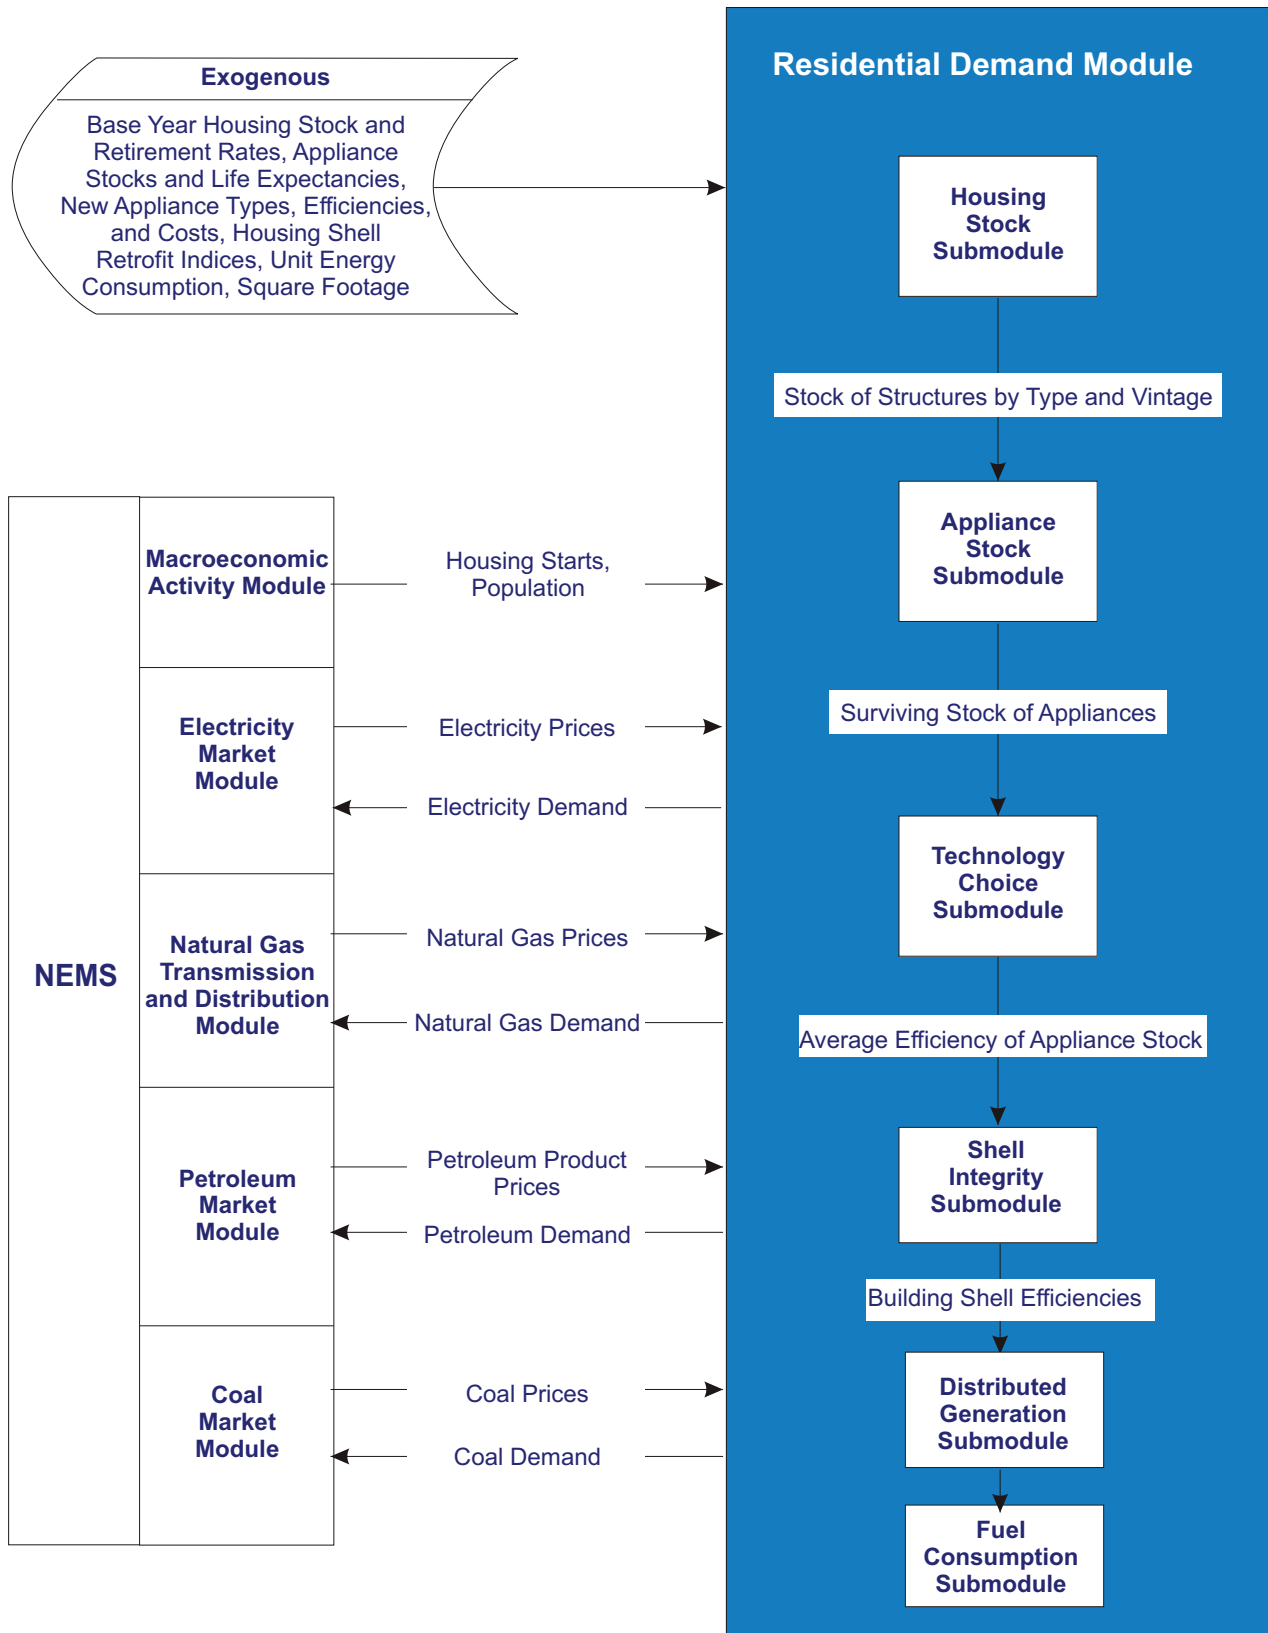 Exogenous
Base Year Housing Stock and
Retirement Rates, Appliance
Stocks and Life Expectancies,
New Appliance Types, Efficiencies,
and Costs, Housing Shell
Retrofit Indices, Unit Energy
Consumption, Square Footage
NEMS
Macroeconomic
Activity Module
Housing Starts,
Population
Electricity
Market
Module
Electricity Prices
Electricity Demand
Natural Gas
Transmission
and Distribution
Module
Natural Gas Prices
Natural Gas Demand
Petroleum
Market
Module
Petroleum Product
Prices
Petroleum Demand
Coal
Market
Module
Coal Prices
Coal Demand
Residential Demand Module
Housing
Stock
Submodule
Stock of Structures by Type and Vintage
Appliance
Stock
Submodule
Surviving Stock of Appliances
Technology
Choice
Submodule
Average Efficiency of Appliance Stock
Shell
Integrity
Submodule
Building Shell Efficiencies
Distributed
Generation
Submodule
Fuel
Consumption
Submodule